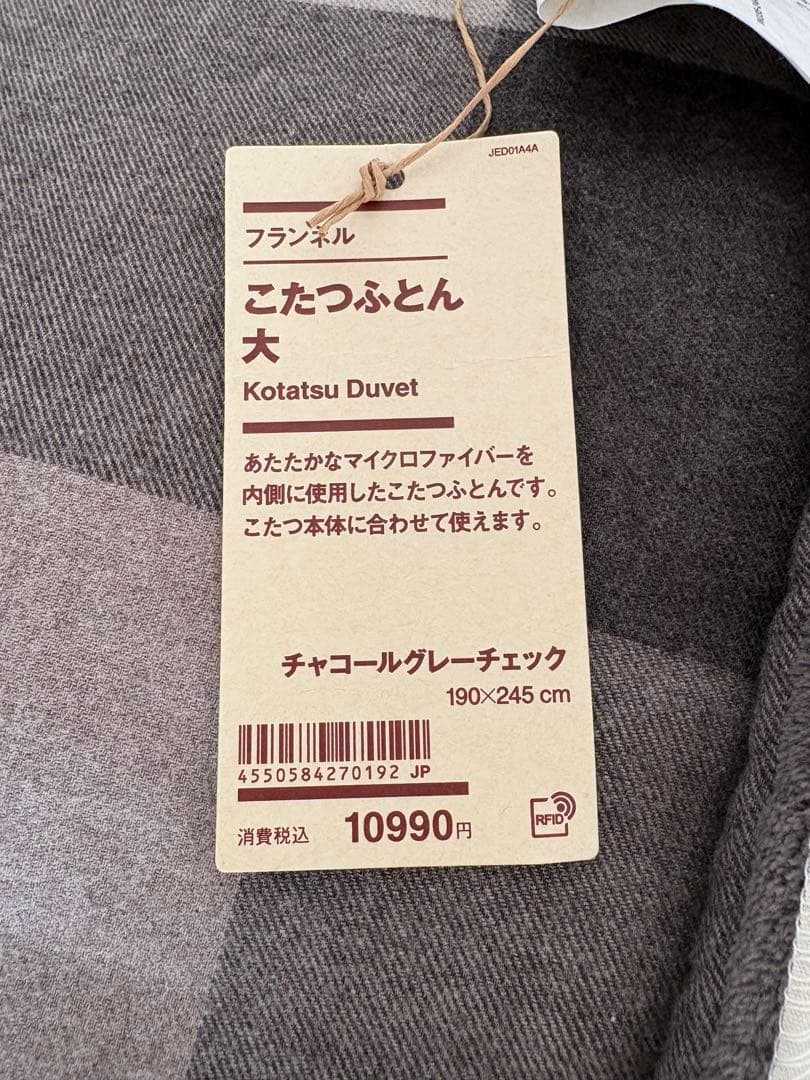 JED01A4A
フランネル
こたつふとん
大
Kotatsu Duvet
あたたかなマイクロファイバーを
内側に使用したこたつふとんです。
こたつ本体に合わせて使えます。
チャコールグレーチェック
190×245 cm
4550584270192 JP
消費税込 10990円
RFID